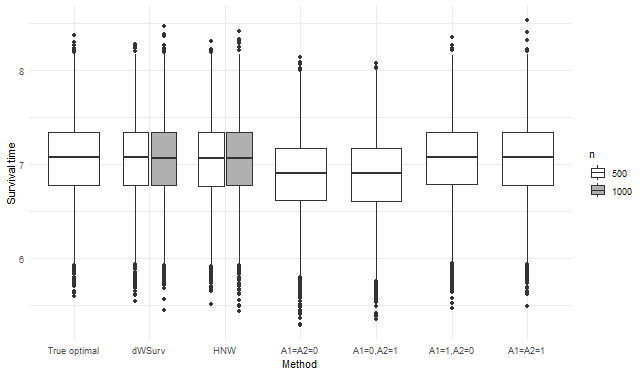 Survival time
8
7
6
True optimal
dWSurv
HNW
A1=A2=0
A1=0,A2=1
A1=1,A2=0
A1=A2=1
Method
n
500
1000